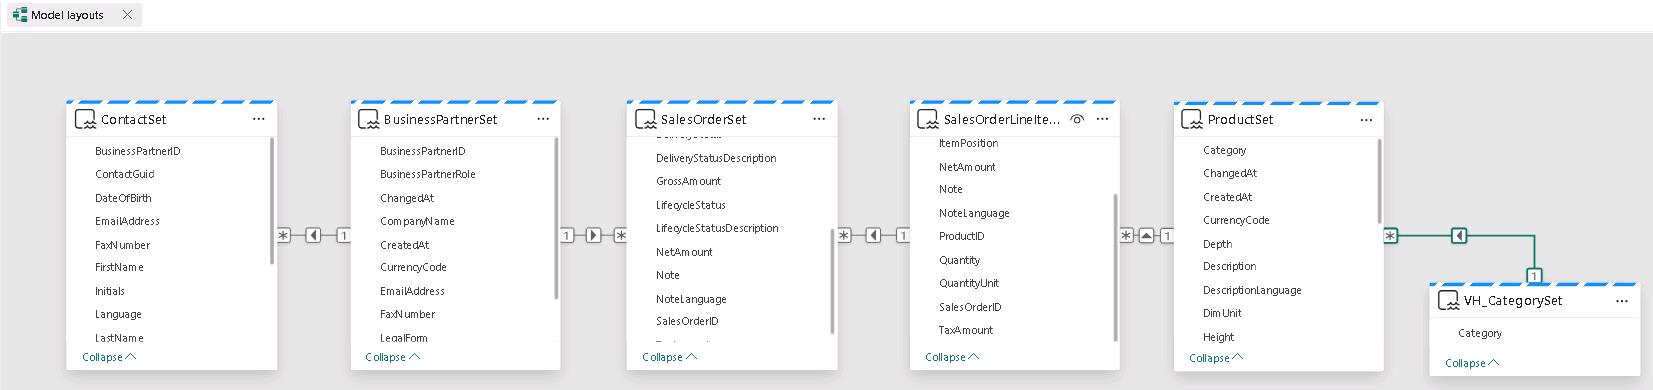 Model layouts
ContactSet
BusinessPartnerID
ContactGuid
DateOfBirth
EmailAddress
FaxNumber
FirstName
Initials
Language
LastName
Collapse
* 1
BusinessPartnerSet
BusinessPartnerID
BusinessPartnerRole
ChangedAt
CompanyName
CreatedAt
CurrencyCode
EmailAddress
FaxNumber
LegalForm
Collapse
1 *
SalesOrderSet
DeliveryStatusDescription
GrossAmount
LifecycleStatus
LifecycleStatusDescription
NetAmount
Note
NoteLanguage
SalesOrderID
Collapse
* 1
SalesOrderLineIte...
ItemPosition
NetAmount
Note
NoteLanguage
ProductID
Quantity
QuantityUnit
SalesOrderID
TaxAmount
Collapse
* 1
ProductSet
Category
ChangedAt
CreatedAt
CurrencyCode
Depth
Description
DescriptionLanguage
DimUnit
Height
Collapse
* 1
VH_CategorySet
Category
Collapse